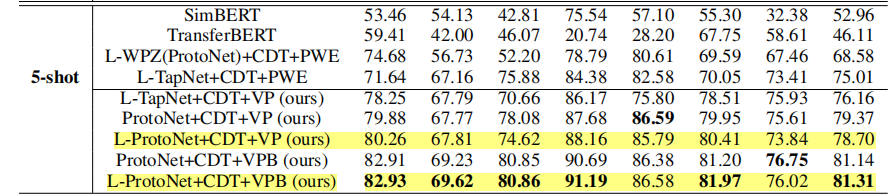 SimBERT 53.46 54.13 42.81 75.54 57.10 55.30 32.38 52.96
TransferBERT 59.41 42.00 46.07 20.74 28.20 67.75 58.61 46.11
L-WPZ(ProtoNet)+CDT+PWE 74.68 56.73 52.20 78.79 80.61 69.59 67.46 68.58
5-shot L-TapNet+CDT+PWE 71.64 67.16 75.88 84.38 82.58 70.05 73.41 75.01
L-TapNet+CDT+VP (ours) 78.25 67.79 70.66 86.17 75.80 78.51 75.93 76.16
ProtoNet+CDT+VP (ours) 79.88 67.77 78.08 87.68 86.59 79.95 75.61 79.37
L-ProtoNet+CDT+VP (ours) 80.26 67.81 74.62 88.16 85.79 80.41 73.84 78.70
ProtoNet+CDT+VPB (ours) 82.91 69.23 80.85 90.69 86.38 81.20 76.75 81.14
L-ProtoNet+CDT+VPB (ours) 82.93 69.62 80.86 91.19 86.58 81.97 76.02 81.31